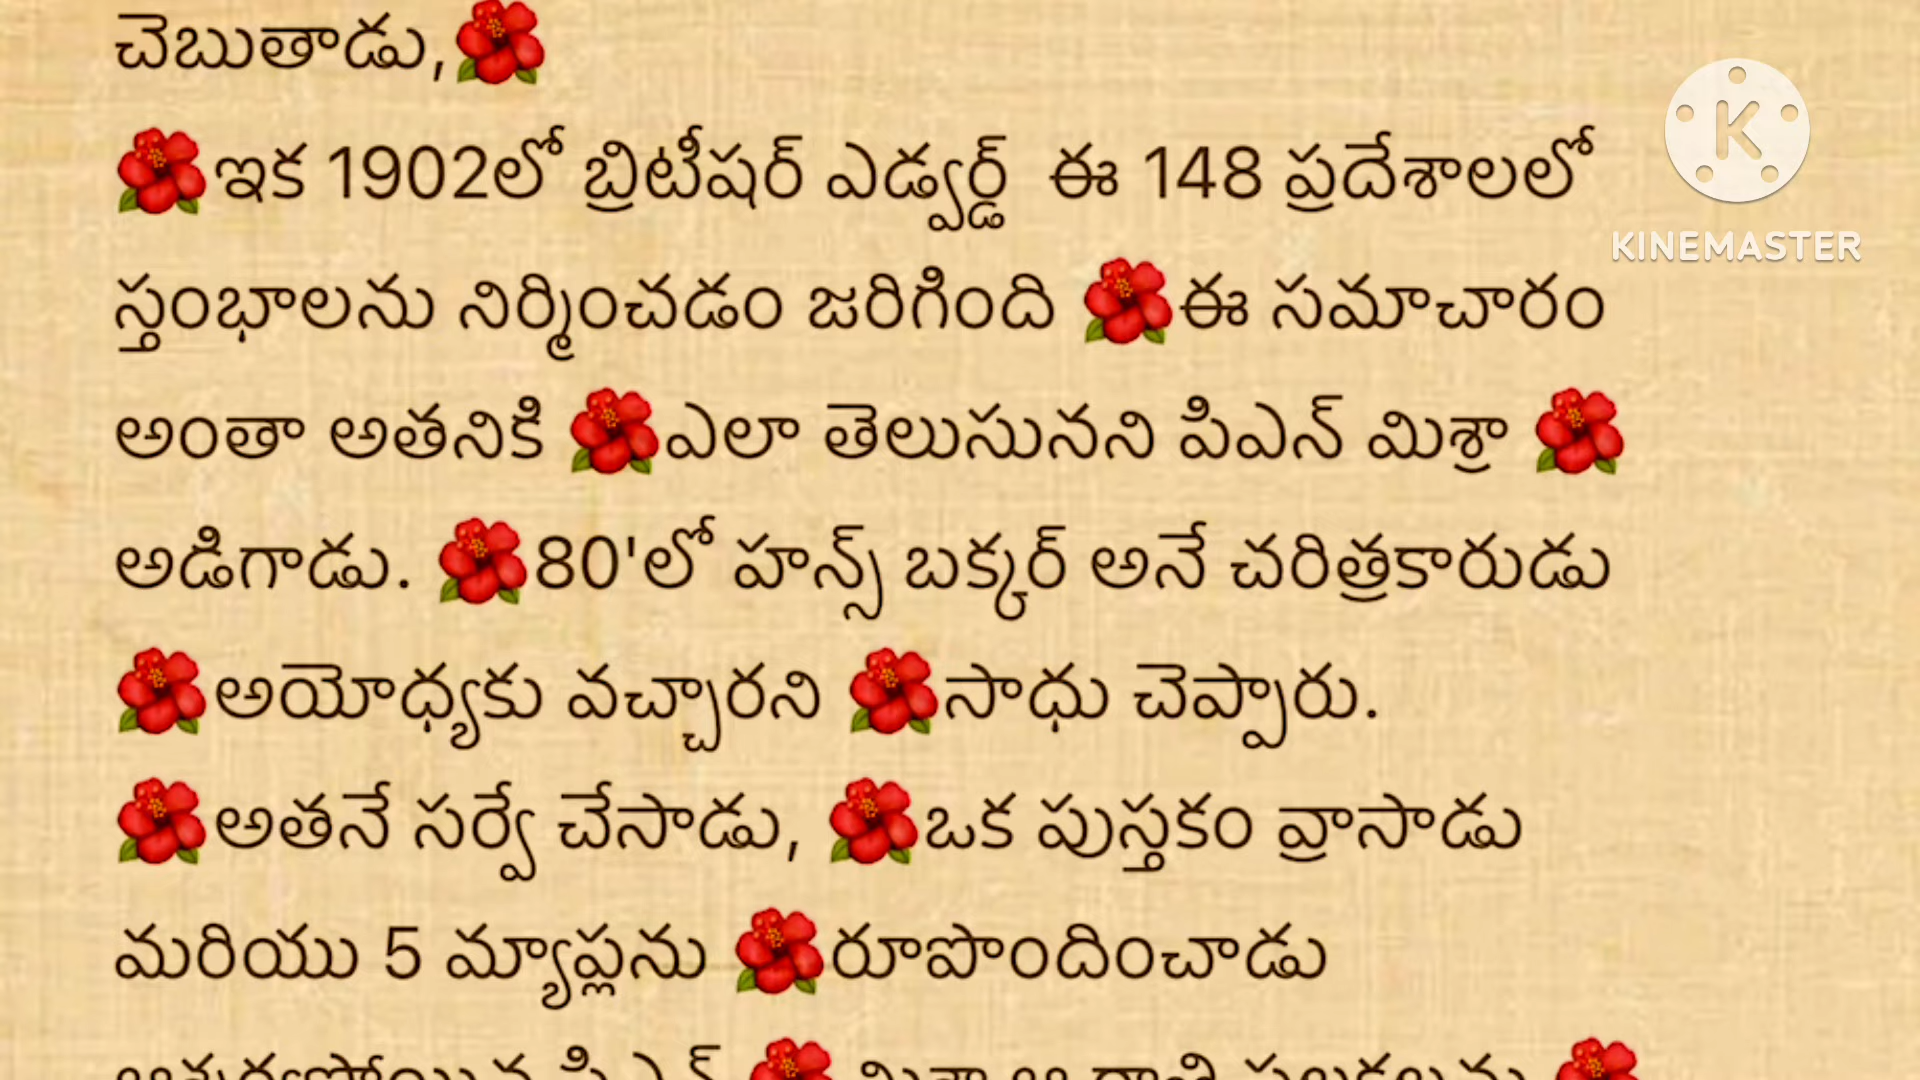 చెబుతాడు,🌺
🌺ఇక 1902లో బ్రిటీషర్ ఎడ్వర్డ్ ఈ 148 ప్రదేశాలలో
స్తంభాలను నిర్మించడం జరిగింది 🌺ఈ సమాచారం
అంతా అతనికి 🌺ఎలా తెలుసునని పిఎన్ మిశ్రా 🌺
అడిగాడు. 🌺80'లో హన్స్ బక్కర్ అనే చరిత్రకారుడు
🌺అయోధ్యకు వచ్చారని 🌺సాధు చెప్పారు.
🌺అతనే సర్వే చేసాడు, 🌺ఒక పుస్తకం వ్రాసాడు
మరియు 5 మ్యాప్లను 🌺రూపొందించాడు
K
KINEMASTER